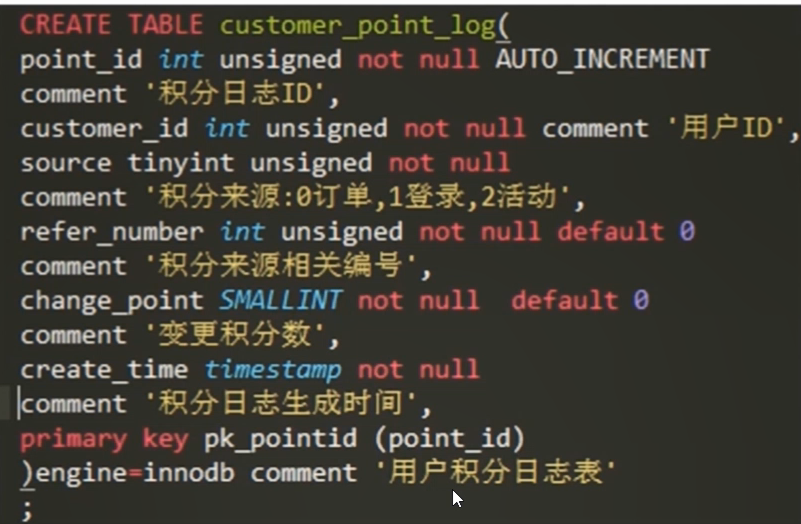 CREATE TABLE customer_point_log(
point_id int unsigned not null AUTO_INCREMENT
comment '积分日志ID',
customer_id int unsigned not null comment '用户ID',
source tinyint unsigned not null
comment '积分来源:0订单,1登录,2活动',
refer_number int unsigned not null default 0
comment '积分来源相关编号',
change_point SMALLINT not null  default 0
comment '变更积分数',
create_time timestamp not null
comment '积分日志生成时间',
primary key pk_pointid (point_id)
)engine=innodb comment '用户积分日志表'
;